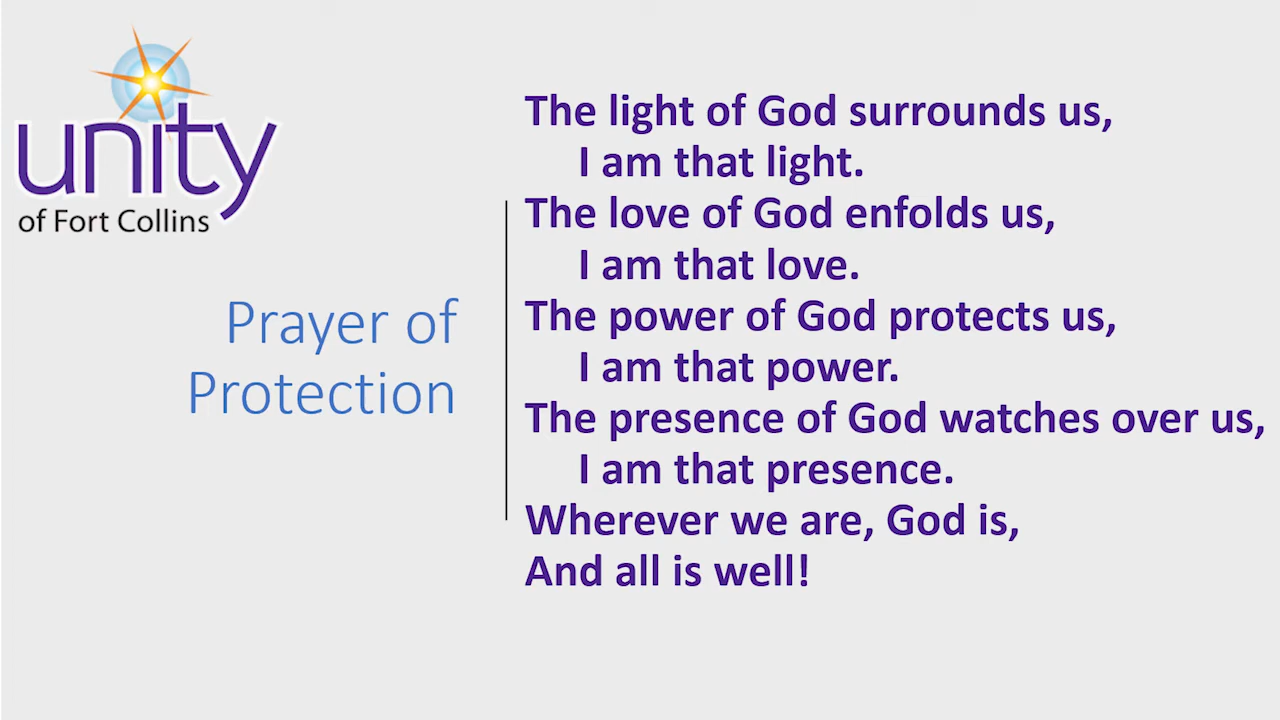 unity
of Fort Collins
Prayer of
Protection
The light of God surrounds us,
I am that light.
The love of God enfolds us,
I am that love.
The power of God protects us,
I am that power.
The presence of God watches over us,
I am that presence.
Wherever we are, God is,
And all is well!